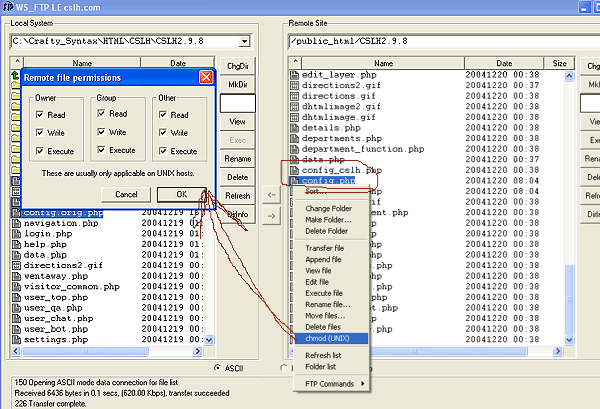 WS_FTP LE cslh.com
Local System
C:\Crafty_Syntax\HTML\CSLH\CSLH2.9.8
^ Name Date
ChgDir
MkDir
View
Exec
Rename
Delete
Refresh
DirInfo
Remote file permissions
Owner Group Other
Read Read Read
Write Write Write
Execute Execute Execute
These are usually only applicable on UNIX hosts.
Cancel OK
config.orig.php 20041219
navigation.php 20041219 01:
login.php 20041219 01:
help.php 20041219 01:
data.php 20041219 01:
directions2.gif 20041219 01:
ventaway.php 20041219 01:
visitor_common.php 20041219 01:
user_top.php 20041219 01:
user_qa.php 20041219 01:
user_chat.php 20041219 01:
user_bot.php 20041219 01:
settings.php 20041219 01:
<-
->
Remote Site
/public_html/CSLH2.9.8
^ Name Date Size
edit_layer.php 20041220 00:38
directions2.gif 20041220 00:37
directions.gif 20041220 00:38
dhtmlimage2.gif 20041220 00:38
dhtmlimage.gif 20041220 00:38
details.php 20041220 00:38
departments.php 20041220 00:38
department_function.php 20041220 00:38
data.php 20041220 00:37
config_cslh.php 20041220 00:38
config.php 20041220 08:04
Sort...
Change Folder
Make Folder...
Delete Folder
Transfer file
Append file
View file
Edit file
Execute file
Rename file...
Move files...
Delete files
chmod (UNIX)
Refresh list
Folder list
FTP Commands
ASCII
150 Opening ASCII mode data connection for file list
Received 6436 bytes in 0.1 secs, (620.00 Kbps), transfer succeeded
226 Transfer complete.